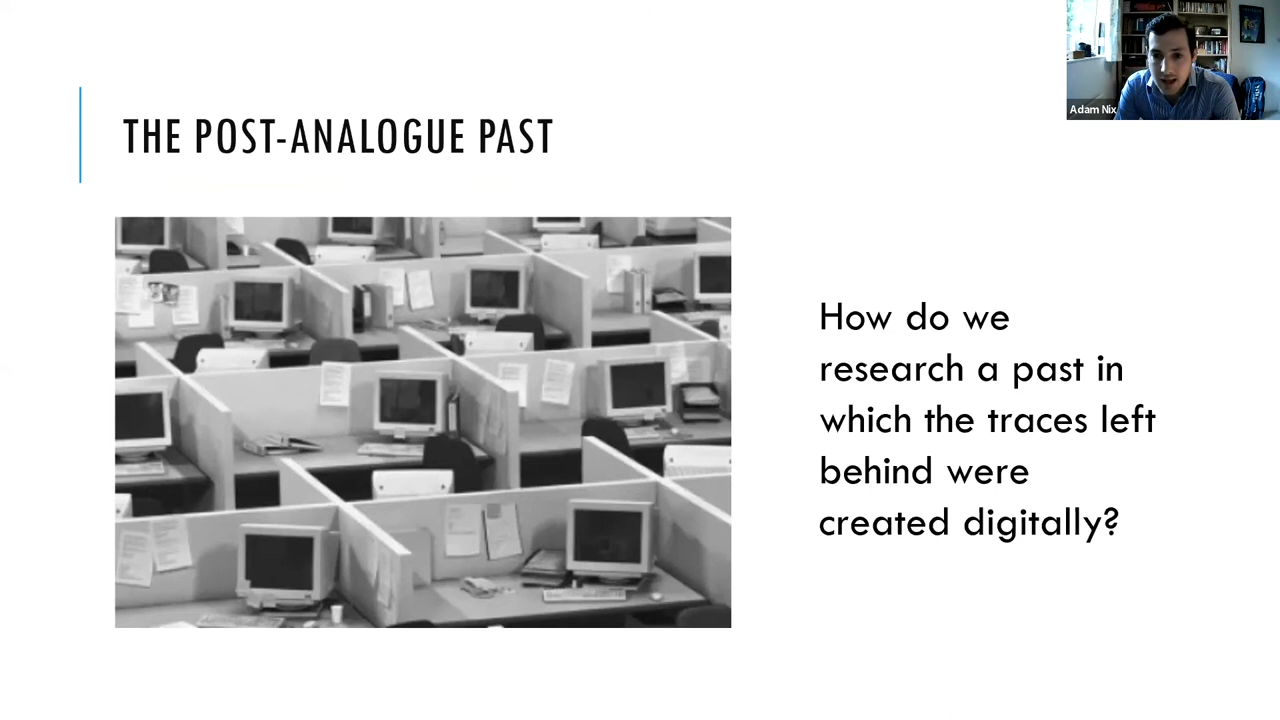 Adam Nix
THE POST-ANALOGUE PAST
How do we
research a past in
which the traces left
behind were
created digitally?